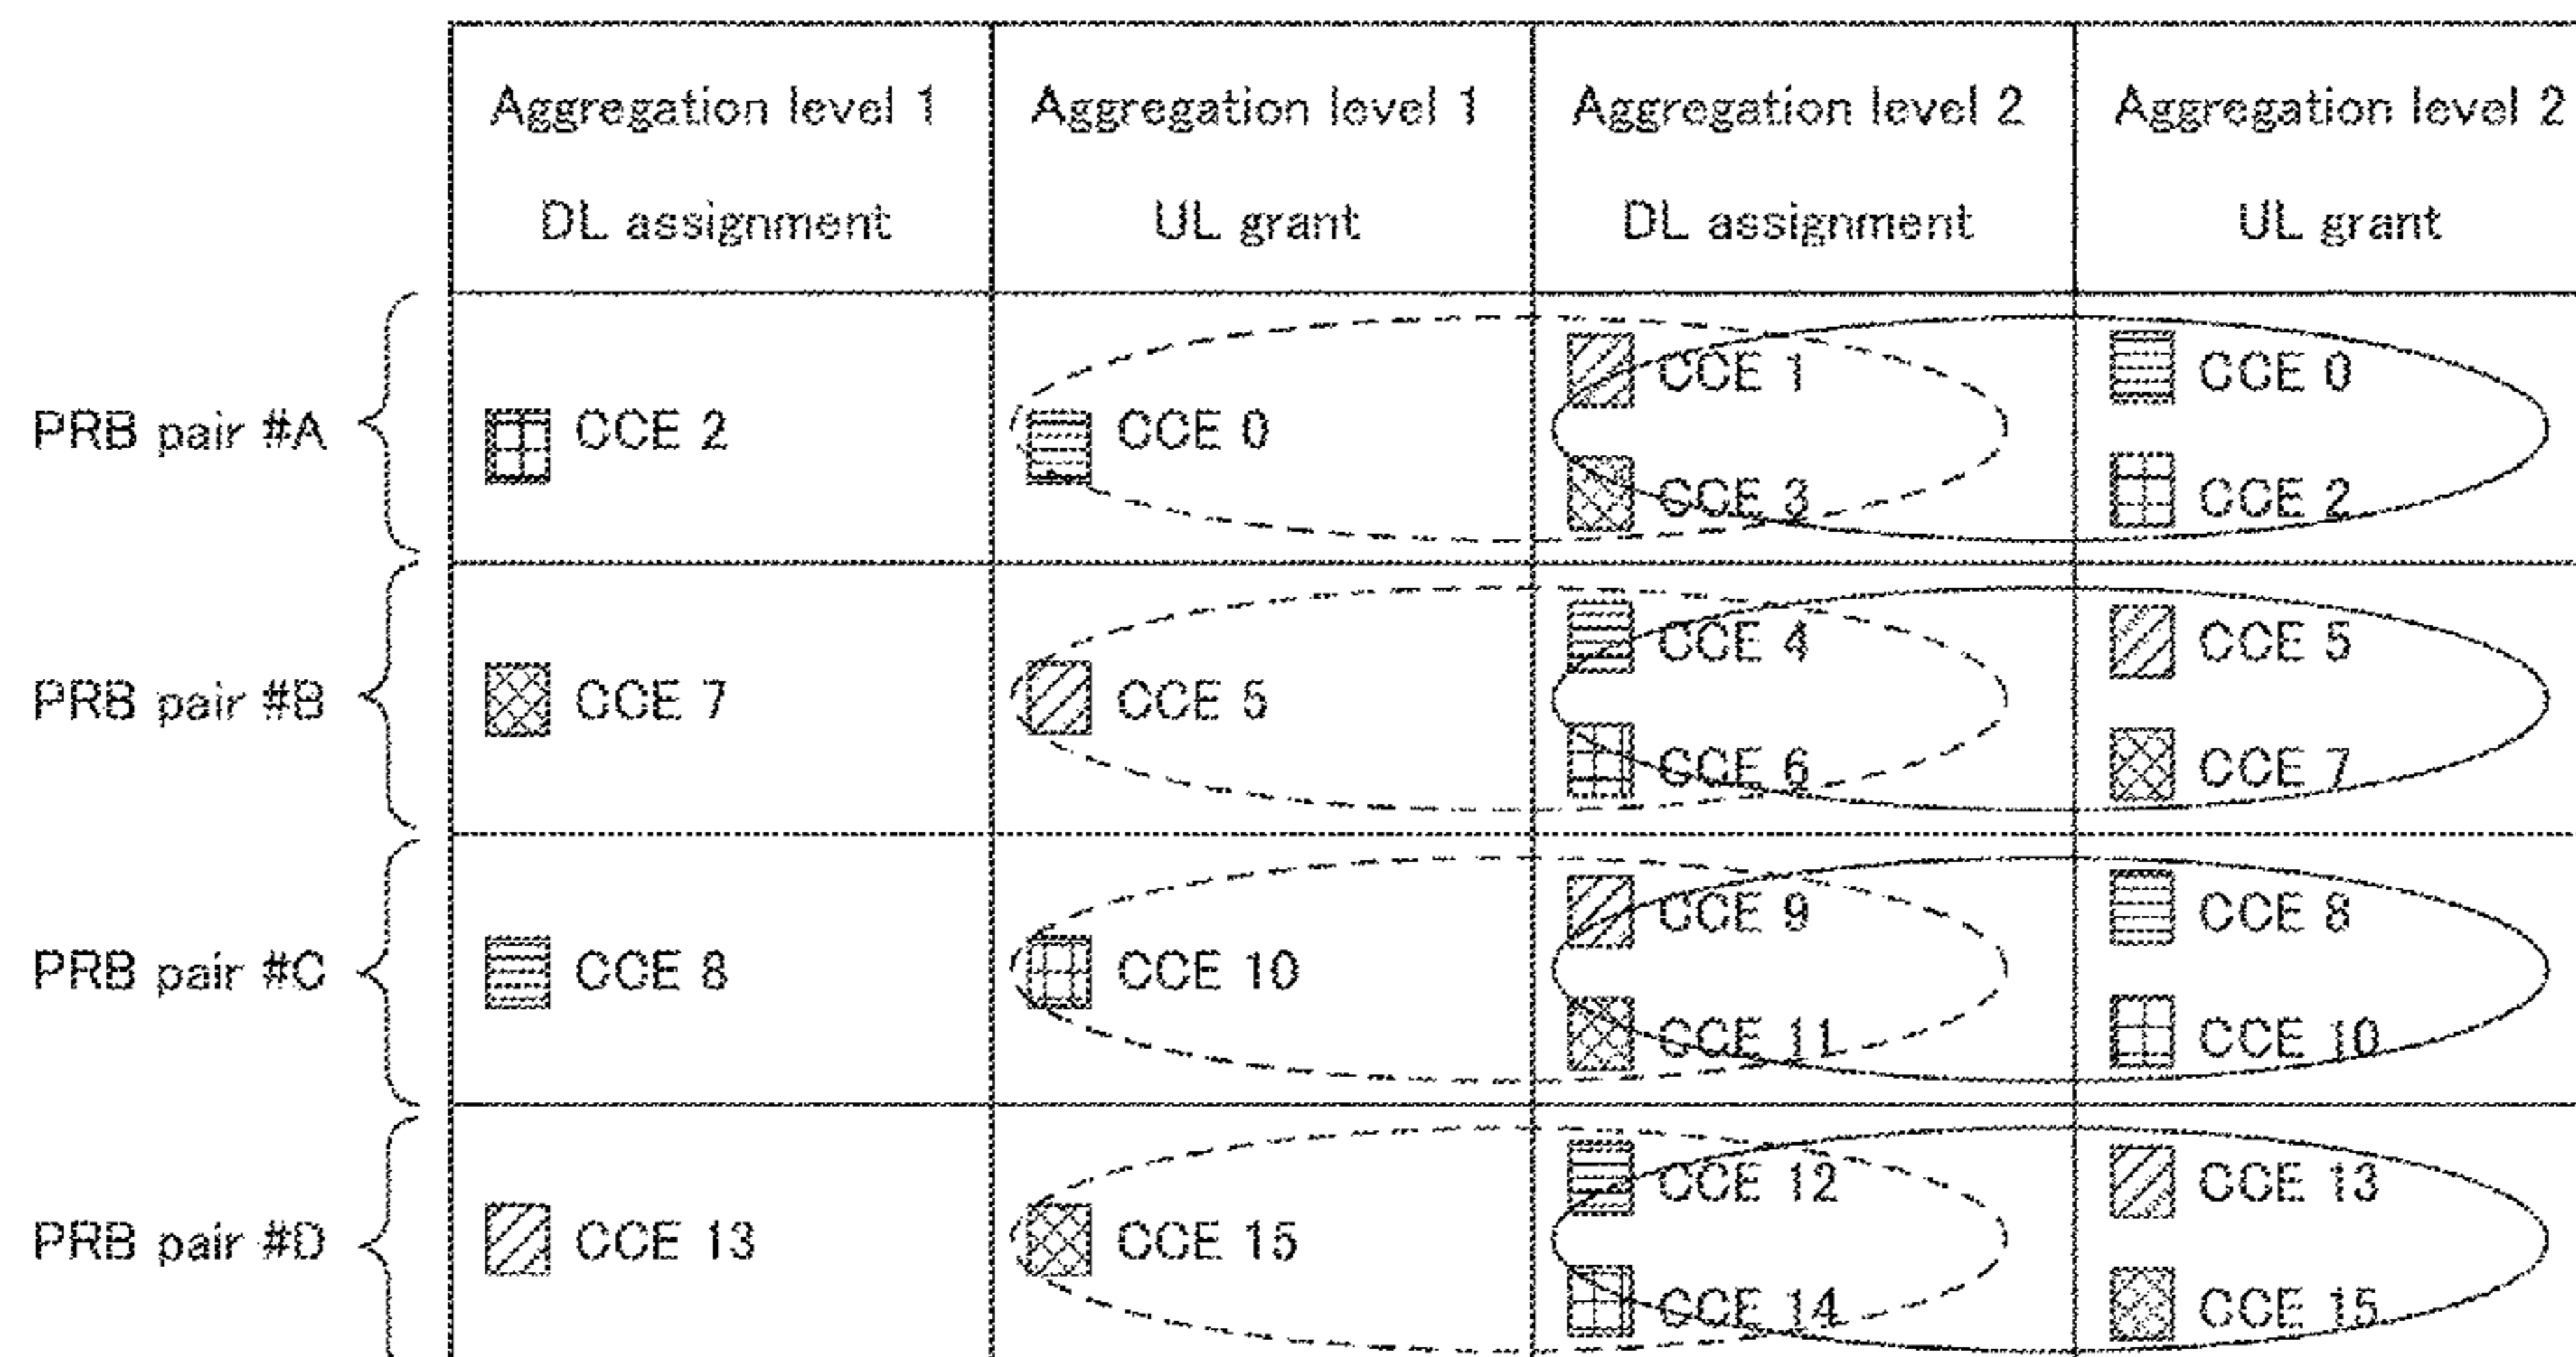 Aggregation level 1 Aggregation level 1 Aggregation level 2 Aggregation level 2
DL assignment UL grant DL assignment UL grant
CCE 1 CCE 0
PRB pair #A CCE 2 CCE 0
CCE 3 CCE 2
CCE 4 CCE 5
PRB pair #B CCE 7 CCE 5
CCE 6 CCE 7
CCE 9 CCE 8
PRB pair #C CCE 8 CCE 10
CCE 11 CCE 10
CCE 12 CCE 13
PRB pair #D CCE 13 CCE 15
CCE 14 CCE 15